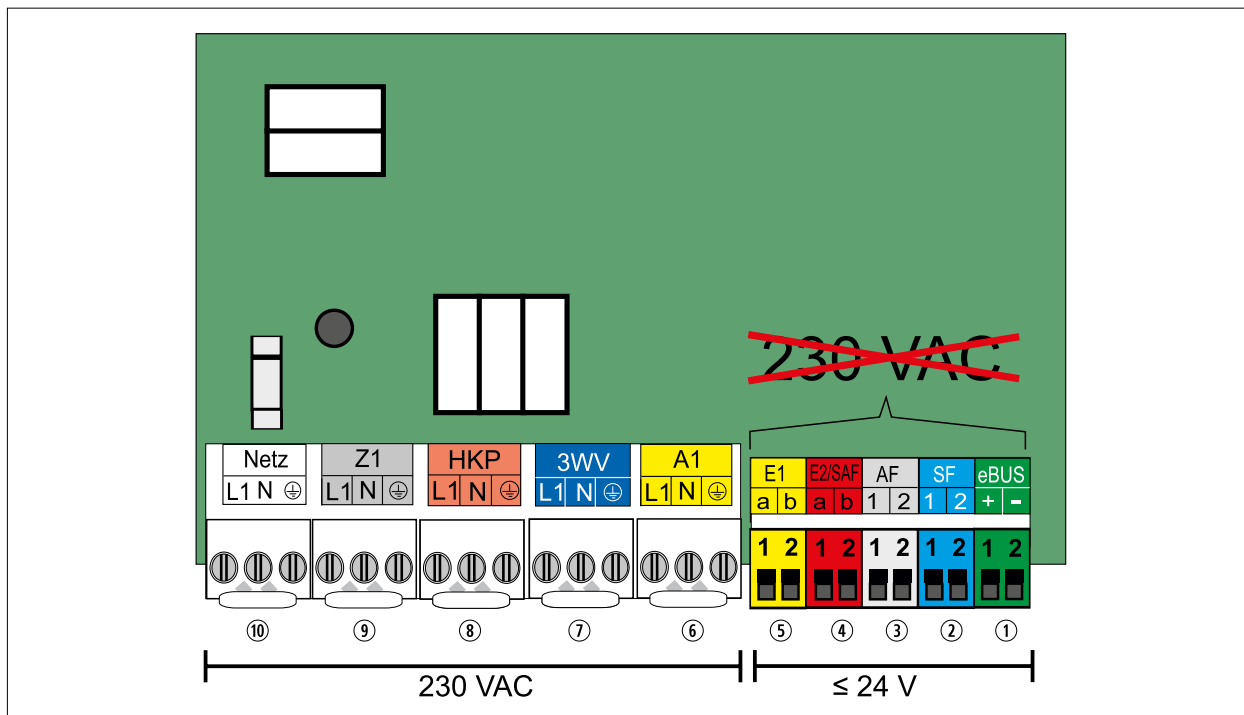 230 VAC
Netz Z1 HKP 3WV A1
L1 N ⏚ L1 N ⏚ L1 N ⏚ L1 N ⏚ L1 N ⏚
E1 E2/SAF AF SF eBUS
a b a b 1 2 1 2 + -
1 2 1 2 1 2 1 2 1 2
⑩ ⑨ ⑧ ⑦ ⑥ ⑤ ④ ③ ② ①
230 VAC ≤ 24 V